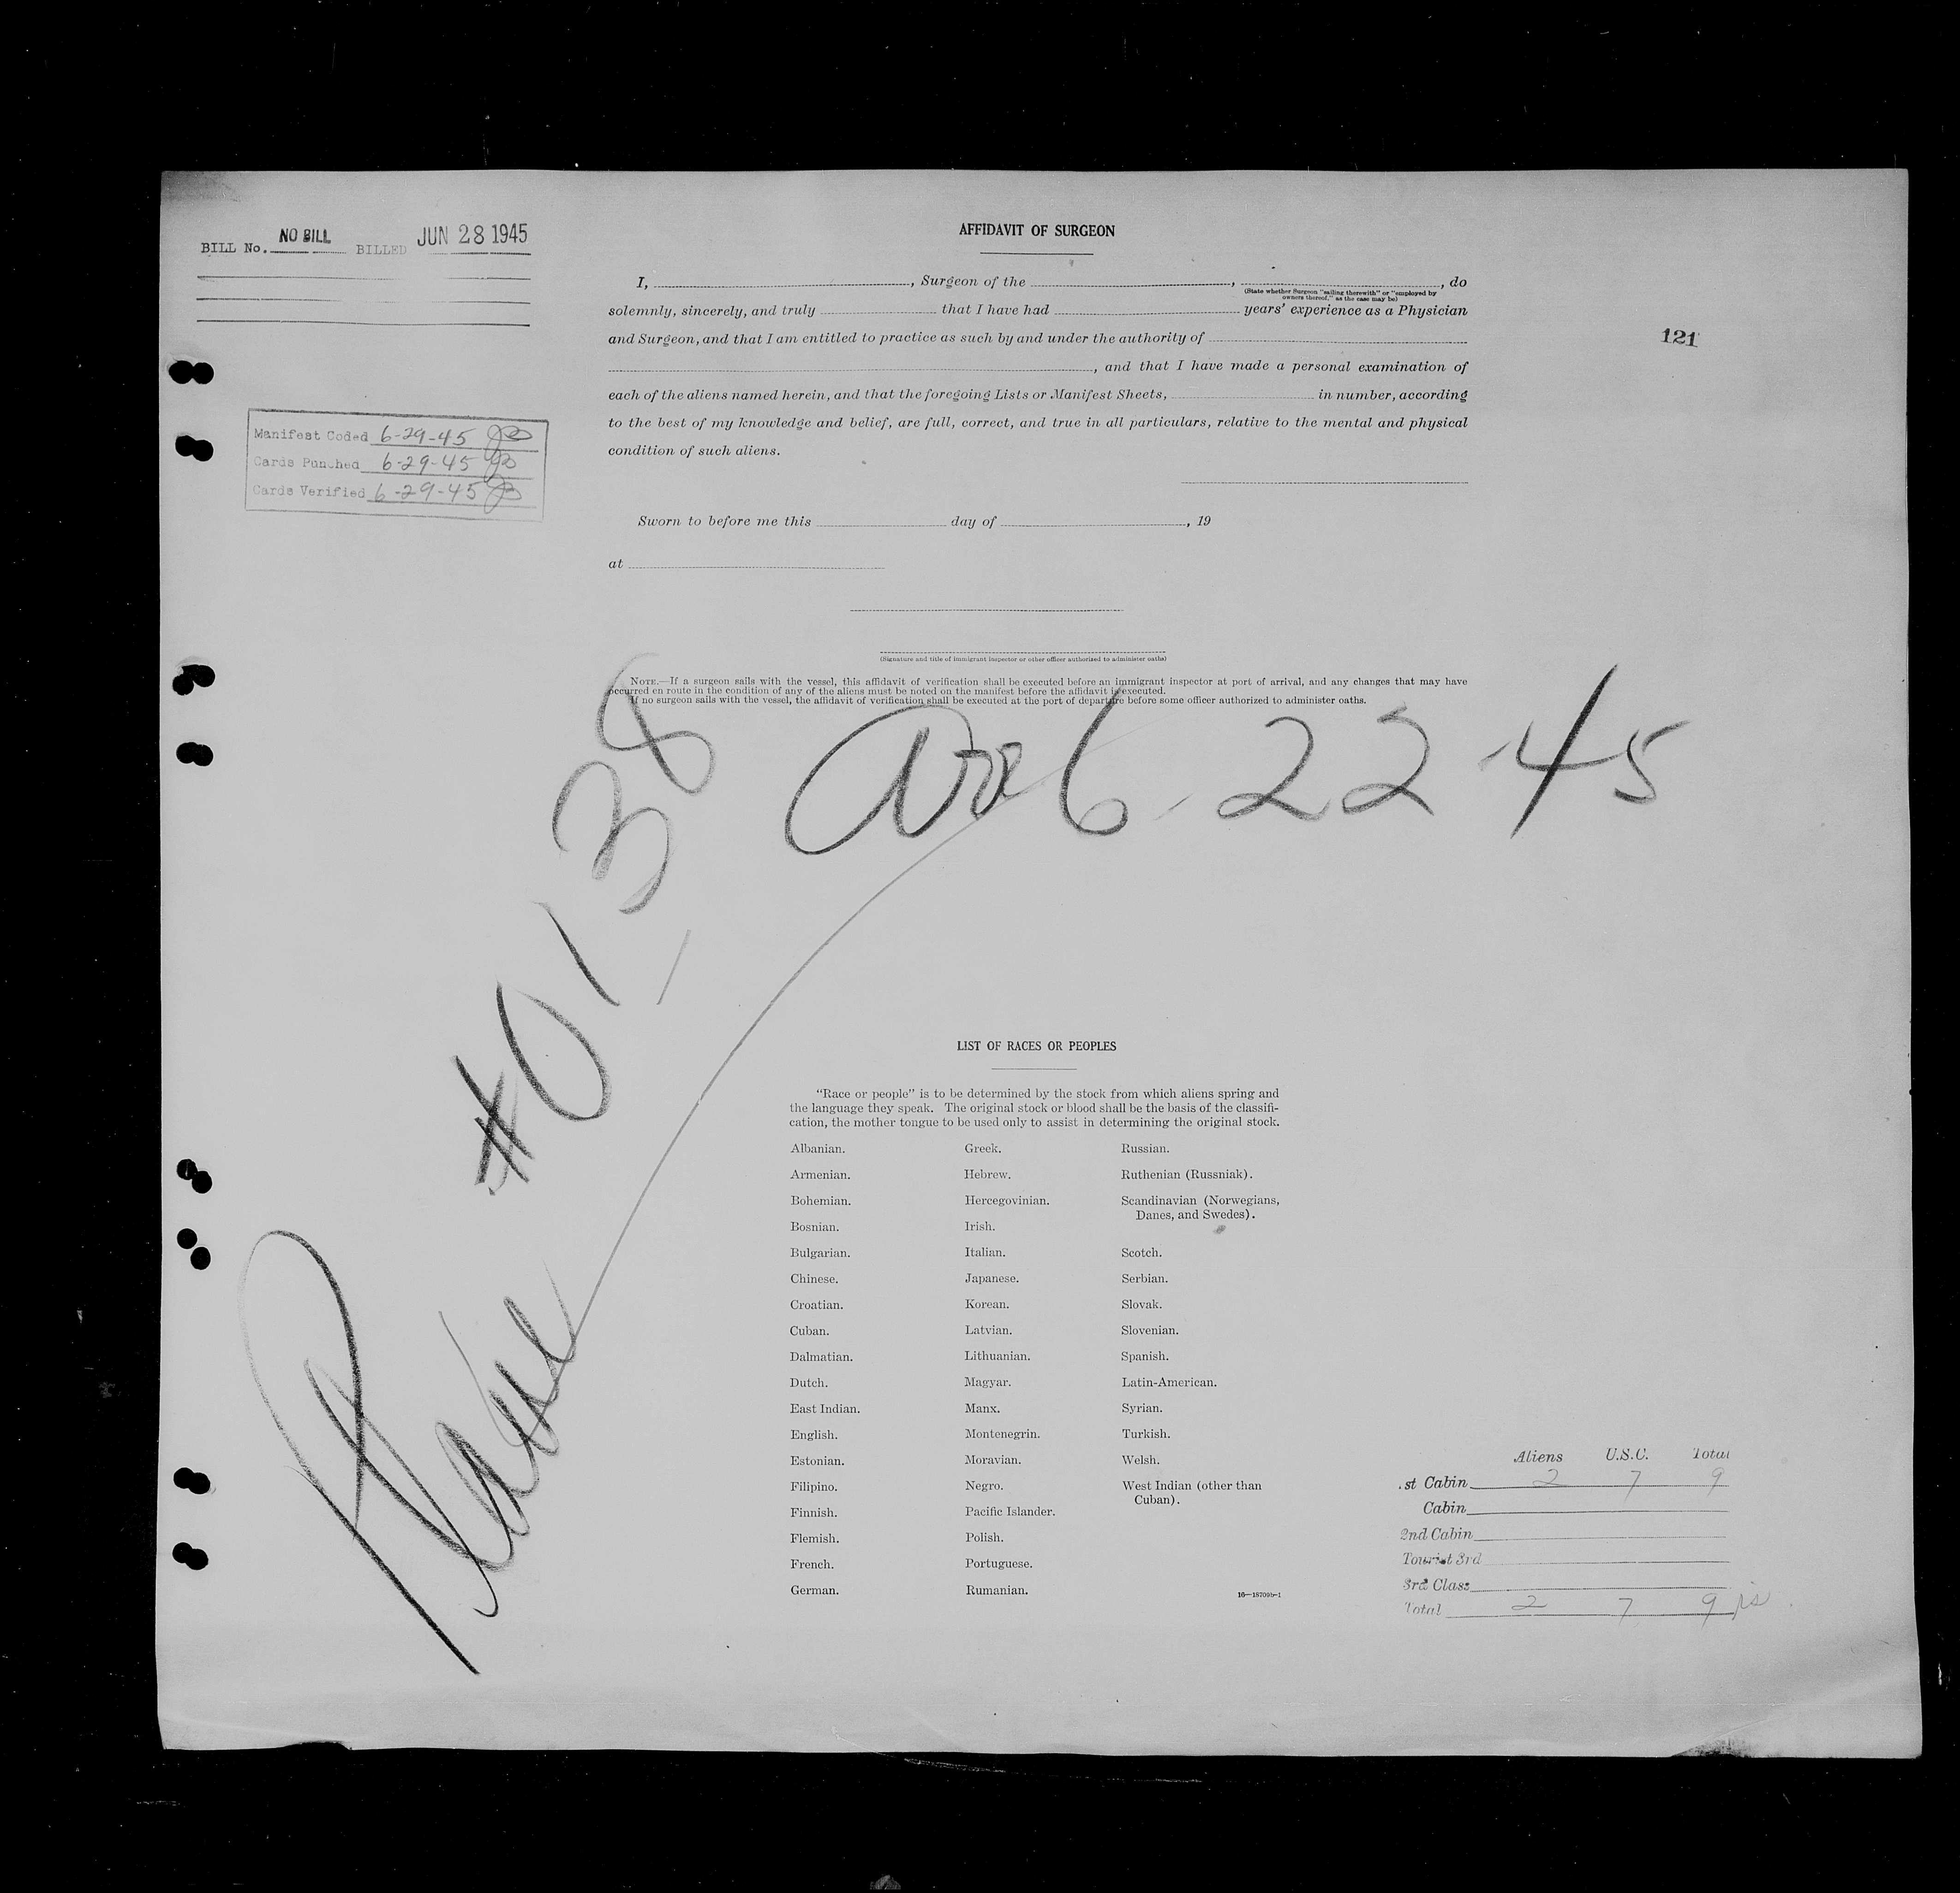 BILL No. NO BILL BILLED JUN 28 1945
AFFIDAVIT OF SURGEON
I, , Surgeon of the , , do
(State whether Surgeon "sailing therewith" or "employed by
owners thereof," as the case may be)
solemnly, sincerely, and truly that I have had years' experience as a Physician
and Surgeon, and that I am entitled to practice as such by and under the authority of
, and that I have made a personal examination of
each of the aliens named herein, and that the foregoing Lists or Manifest Sheets, in number, according
to the best of my knowledge and belief, are full, correct, and true in all particulars, relative to the mental and physical
condition of such aliens.
121
Manifest Coded 6-29-45
Cards Punched 6-29-45
Cards Verified 6-29-45
Sworn to before me this day of , 19
at
(Signature and title of immigrant inspector or other officer authorized to administer oaths)
NOTE.—If a surgeon sails with the vessel, this affidavit of verification shall be executed before an immigrant inspector at port of arrival, and any changes that may have
occurred en route in the condition of any of the aliens must be noted on the manifest before the affidavit is executed.
If no surgeon sails with the vessel, the affidavit of verification shall be executed at the port of departure before some officer authorized to administer oaths.
6-22-45
Plane #01-38
LIST OF RACES OR PEOPLES
"Race or people" is to be determined by the stock from which aliens spring and
the language they speak. The original stock or blood shall be the basis of the classifi-
cation, the mother tongue to be used only to assist in determining the original stock.
Albanian.
Armenian.
Bohemian.
Bosnian.
Bulgarian.
Chinese.
Croatian.
Cuban.
Dalmatian.
Dutch.
East Indian.
English.
Estonian.
Filipino.
Finnish.
Flemish.
French.
German.
Greek.
Hebrew.
Hercegovinian.
Irish.
Italian.
Japanese.
Korean.
Latvian.
Lithuanian.
Magyar.
Manx.
Montenegrin.
Moravian.
Negro.
Pacific Islander.
Polish.
Portuguese.
Rumanian.
Russian.
Ruthenian (Russniak).
Scandinavian (Norwegians,
Danes, and Swedes).
Scotch.
Serbian.
Slovak.
Slovenian.
Spanish.
Latin-American.
Syrian.
Turkish.
Welsh.
West Indian (other than
Cuban).
16—18709b-1
Aliens U.S.C. Total
st Cabin 2 7 9
Cabin
2nd Cabin
Tourist 3rd
3rd Class
Total 2 7 9